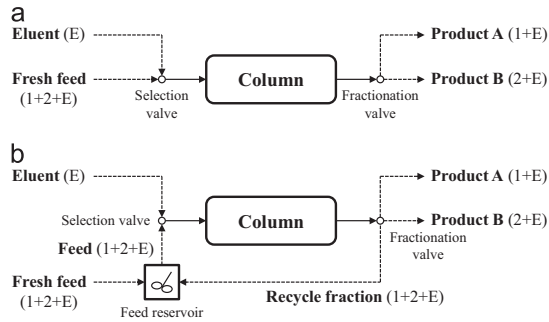 a
Eluent (E)
Product A (1+E)
Fresh feed
(1+2+E)
Selection
valve
Column
Fractionation
valve
Product B (2+E)
b
Eluent (E)
Product A (1+E)
Selection valve
Column
Product B (2+E)
Fractionation
valve
Feed (1+2+E)
Fresh feed
(1+2+E)
Feed reservoir
Recycle fraction (1+2+E)